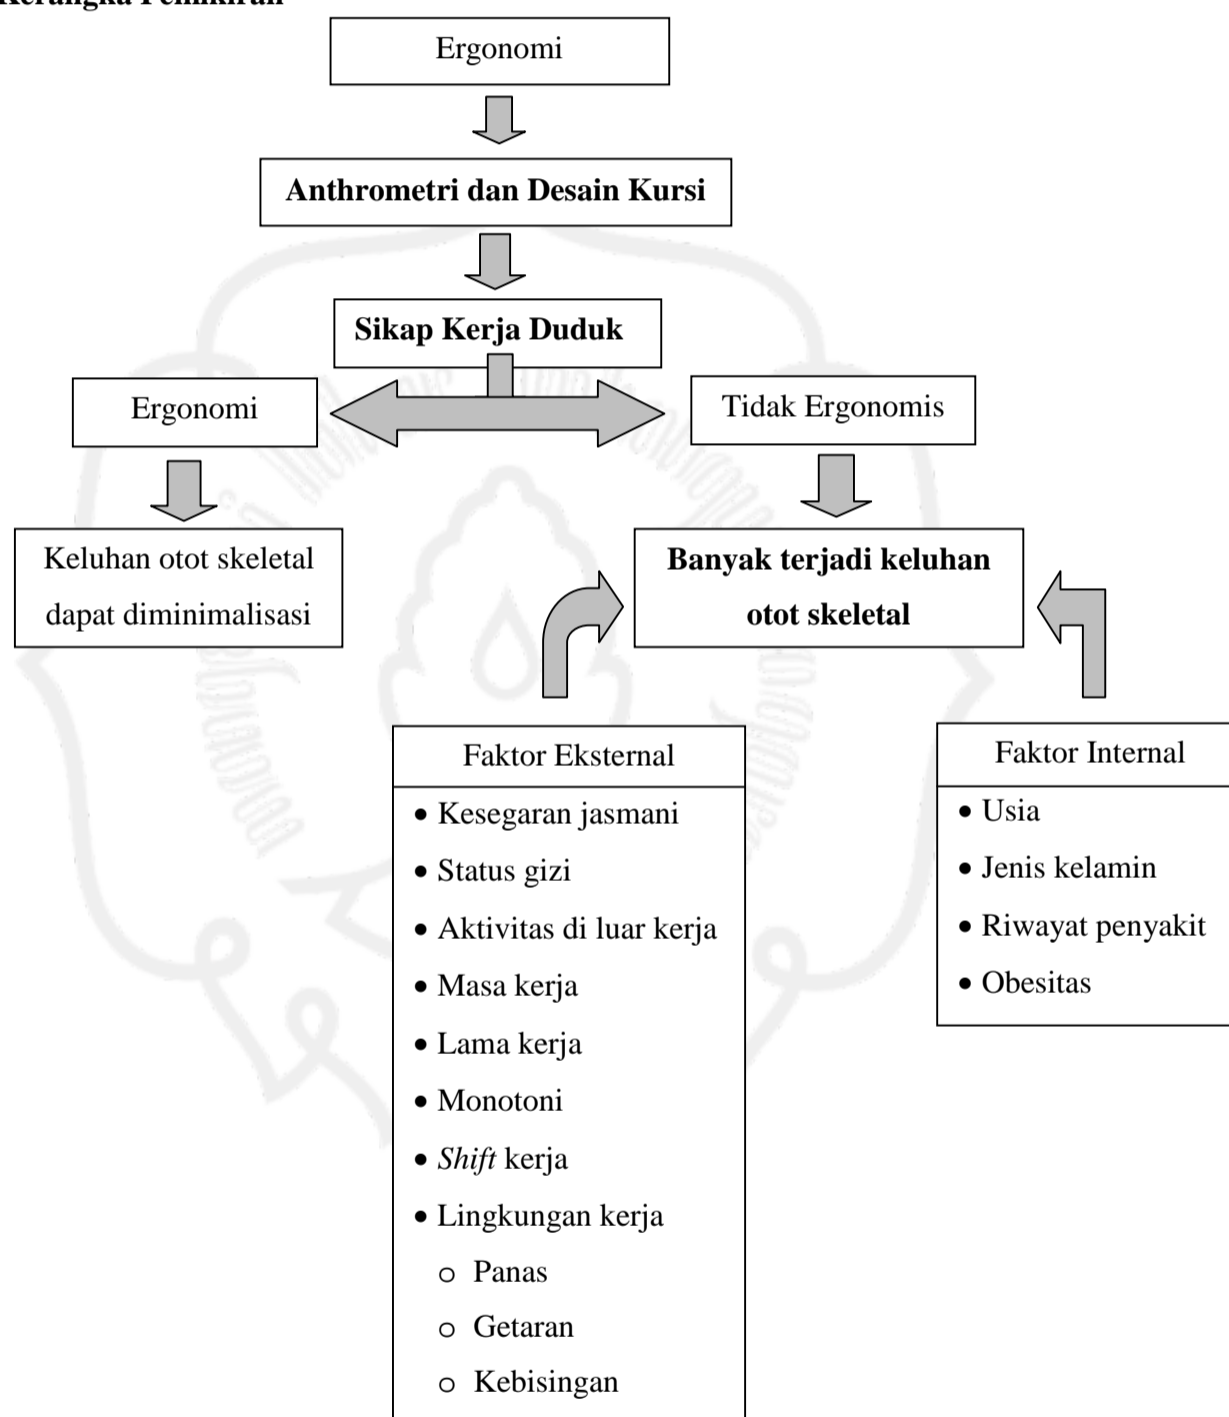 Kerangka Pemikiran
Ergonomi
Anthrometri dan Desain Kursi
Sikap Kerja Duduk
Ergonomi
Tidak Ergonomis
Keluhan otot skeletal
dapat diminimalisasi
Banyak terjadi keluhan
otot skeletal
Faktor Eksternal
• Kesegaran jasmani
• Status gizi
• Aktivitas di luar kerja
• Masa kerja
• Lama kerja
• Monotoni
• Shift kerja
• Lingkungan kerja
o Panas
o Getaran
o Kebisingan
Faktor Internal
• Usia
• Jenis kelamin
• Riwayat penyakit
• Obesitas